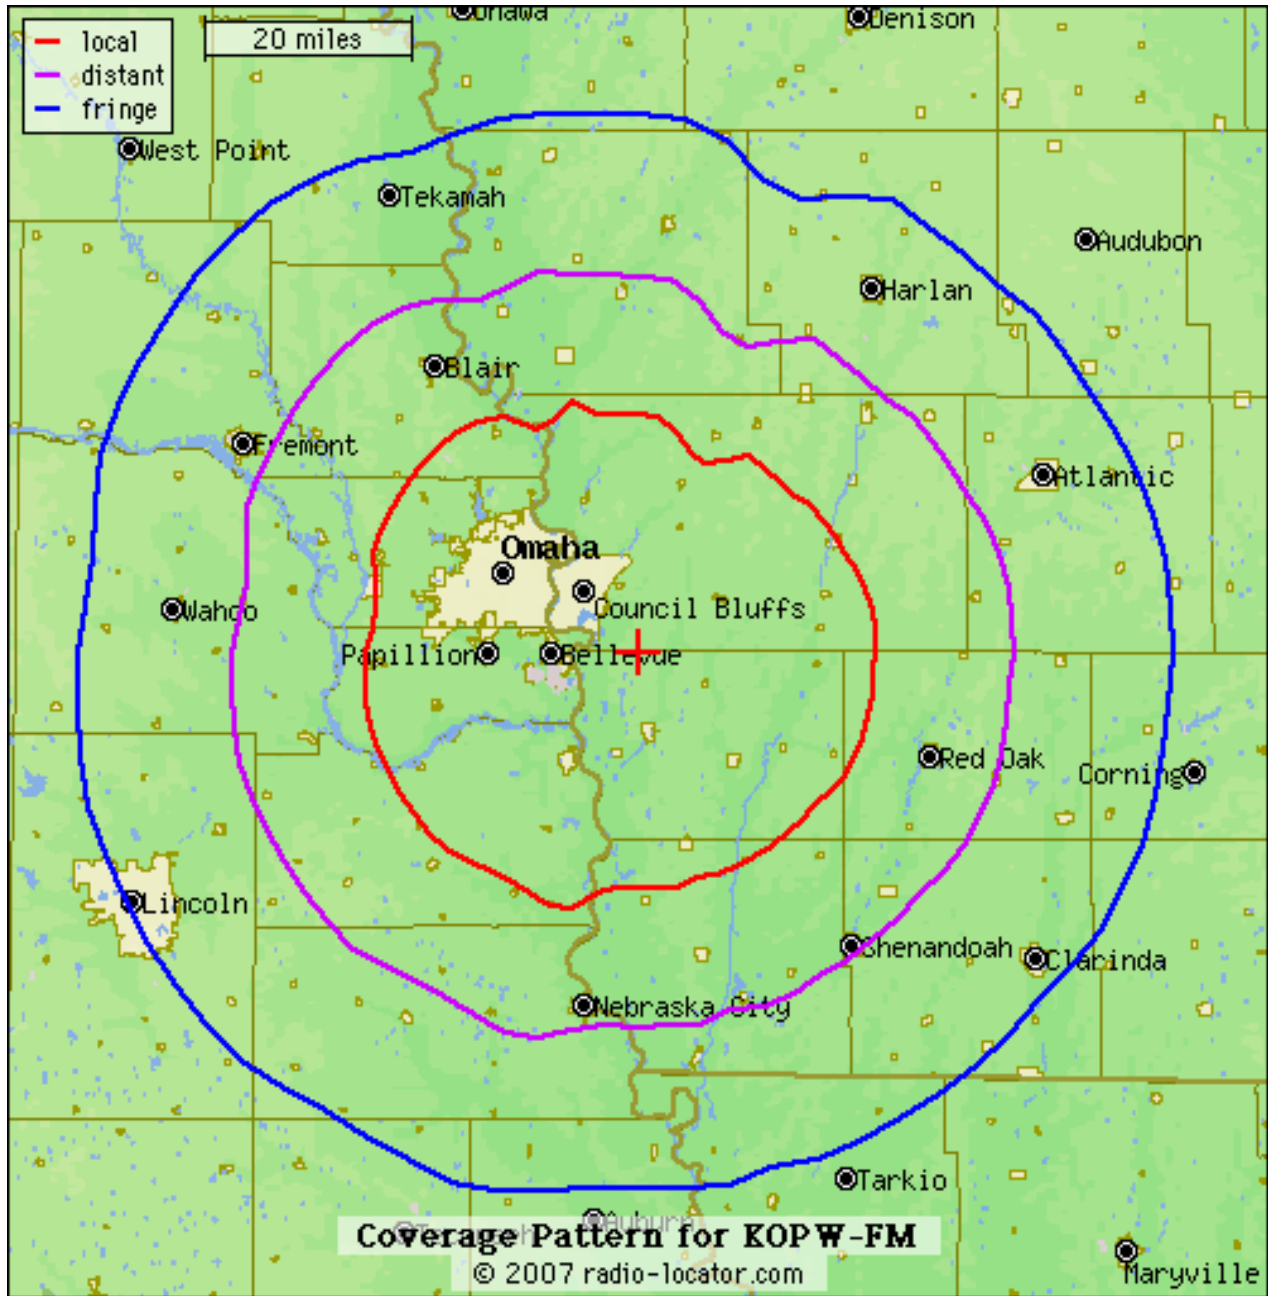 Onawa
Denison
local
distant
fringe
20 miles
West Point
Tekamah
Audubon
Harlan
Blair
Fremont
Atlantic
Omaha
Wahoo
Council Bluffs
Papillion
Bellevue
Red Oak
Corning
Lincoln
Shenandoah
Clarinda
Nebraska City
Tarkio
Auburn
Coverage Pattern for KOPW-FM
© 2007 radio-locator.com
Maryville